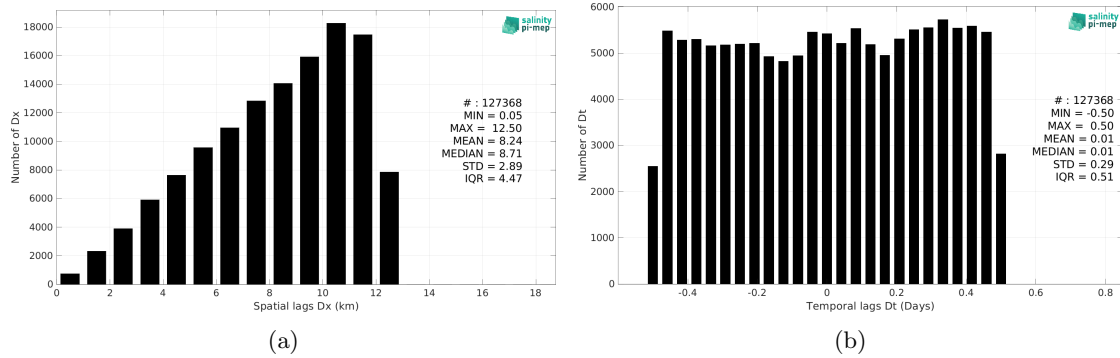 salinity
pi-mep
18000
16000
14000
12000
10000
8000
6000
4000
2000
0
Number of Dx
# : 127368
MIN = 0.05
MAX = 12.50
MEAN = 8.24
MEDIAN = 8.71
STD = 2.89
IQR = 4.47
0 2 4 6 8 10 12 14 16 18
Spatial lags Dx (km)
(a)
salinity
pi-mep
6000
5000
4000
3000
2000
1000
0
Number of Dt
# : 127368
MIN = -0.50
MAX = 0.50
MEAN = 0.01
MEDIAN = 0.01
STD = 0.29
IQR = 0.51
-0.4 -0.2 0 0.2 0.4 0.6 0.8
Temporal lags Dt (Days)
(b)